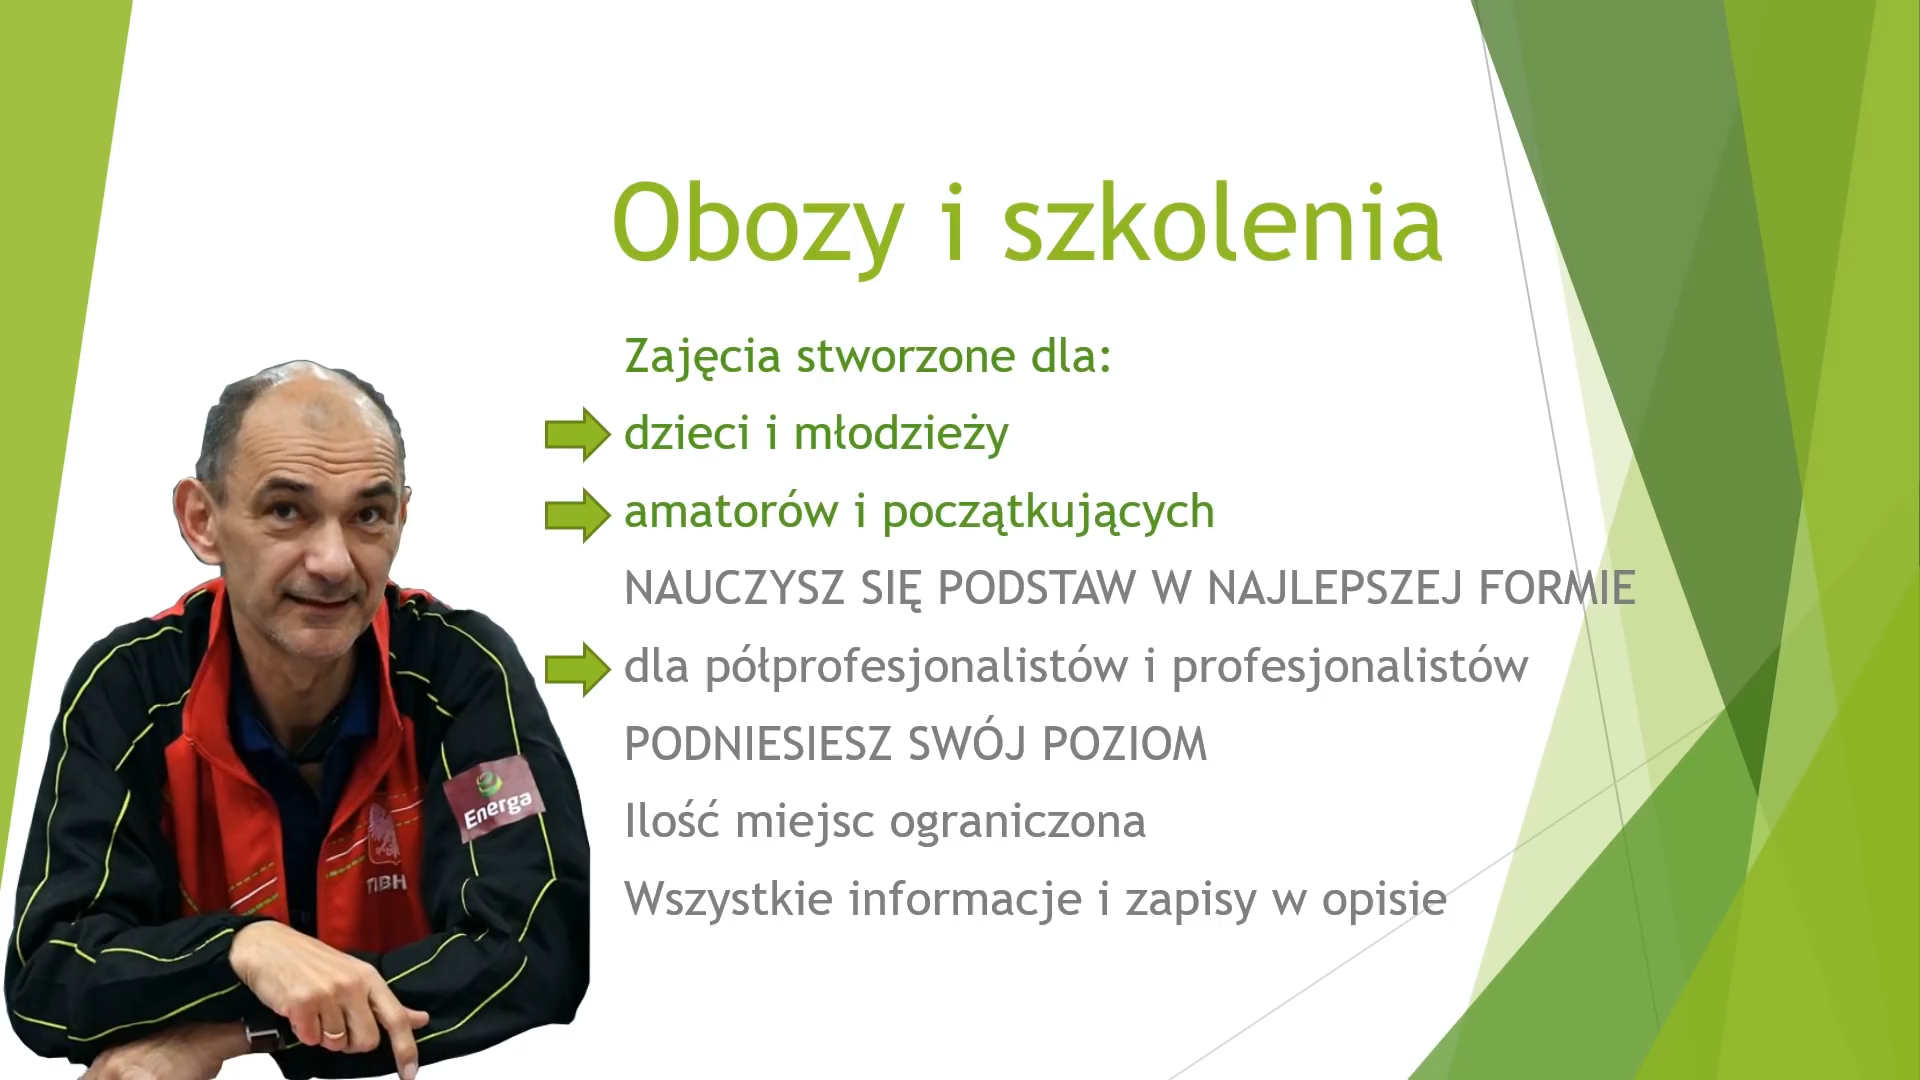 Obozy i szkolenia
Zajęcia stworzone dla:
dzieci i młodzieży
amatorów i początkujących
NAUCZYSZ SIĘ PODSTAW W NAJLEPSZEJ FORMIE
dla półprofesjonalistów i profesjonalistów
PODNIESIESZ SWÓJ POZIOM
Ilość miejsc ograniczona
Wszystkie informacje i zapisy w opisie
Energa